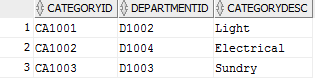 CATEGORYID DEPARTMENTID CATEGORYDESC
1 CA1001 D1002 Light
2 CA1002 D1004 Electrical
3 CA1003 D1003 Sundry